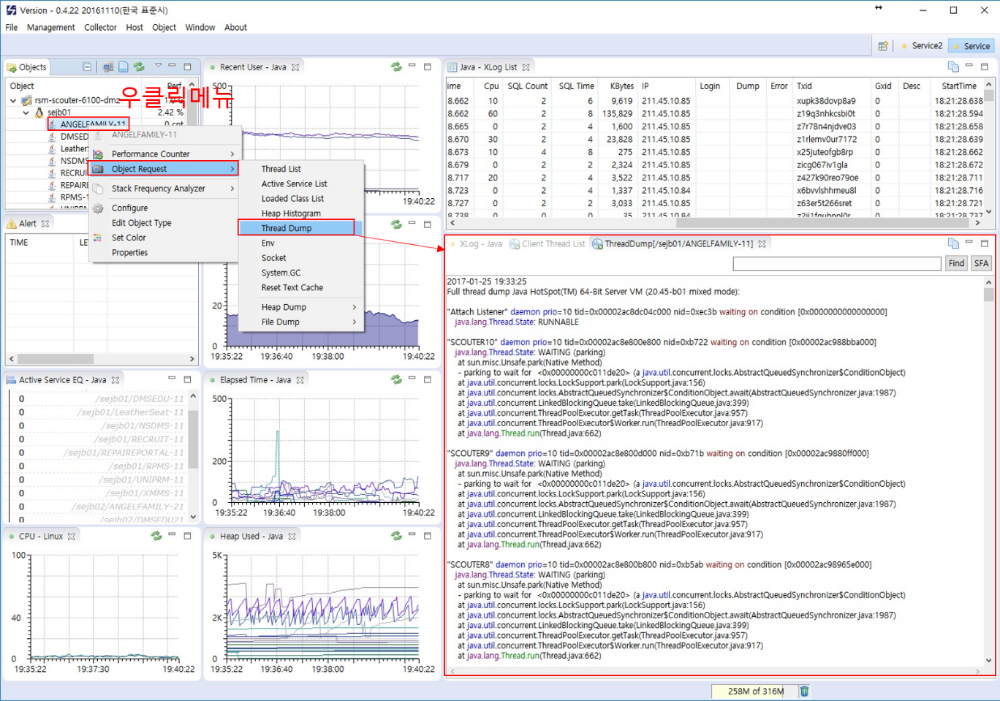 Version - 0.4.22 20161110(한국 표준시)
File Management Collector Host Object Window About
Service2 Service
Objects
Object Perf
rsm-scouter-6100-dmz
우클릭메뉴
sejb01 2.42 %
ANGELFAMILY-11 0 cnt
DMSED
Leather
NSDMS
RECRUI
REPAIRE
RPMS-1
ANGELFAMILY-11
Performance Counter
Object Request
Stack Frequency Analyzer
Configure
Edit Object Type
Set Color
Properties
Thread List
Active Service List
Loaded Class List
Heap Histogram
Thread Dump
Env
Socket
System.GC
Reset Text Cache
Heap Dump
File Dump
Alert
TIME LE
Recent User - Java
500
19:40:22
20
0
19:35:22 19:36:40 19:38:00 19:40:22
Active Service EQ - Java
0 /sejb01/DMSEDU-11
0 /sejb01/LeatherSeat-11
0 /sejb01/NSDMS-11
0 /sejb01/RECRUIT-11
0 /sejb01/REPAIREPORTAL-11
0 /sejb01/RPMS-11
0 /sejb01/UNIPRM-11
0 /sejb01/XMMS-11
0 /sejb02/ANGELFAMILY-21
0 /sejb02/DMSEDU21
Elapsed Time - Java
500
200
0
19:35:22 19:36:40 19:38:00 19:40:22
CPU - Linux
100
40
0
19:35:22 19:37:30 19:40:22
Heap Used - Java
5K
2K
0
19:35:22 19:36:40 19:38:00 19:40:22
Java - XLog List
ime Cpu SQL Count SQL Time KBytes IP Login Dump Error Txid Gxid Desc StartTime
8.662 10 2 6 9,619 211.45.10.85 xupk38dovp8a9 0 18:21:28.638
8.662 60 2 8 135,829 211.45.10.85 z19q3nhkcsbi0t 0 18:21:28.594
8.665 0 2 4 1,600 211.45.10.85 z7r78n4njdve03 0 18:21:28.658
8.670 30 2 4 23,828 211.45.10.85 z1rlemv0ur7172 0 18:21:28.639
8.673 10 4 8 275 211.45.10.85 x25juteofgb8rp 0 18:21:28.662
8.679 0 2 2 2,324 211.45.10.85 zicg067iv1gla 0 18:21:28.672
8.717 20 2 4 3,522 211.45.10.85 z427k90reo79oe 0 18:21:28.711
8.723 0 2 4 1,337 211.45.10.84 x6bvvlshhmeu8l 0 18:21:28.716
8.727 0 2 2 3,033 211.45.10.85 z63er5t266sret 0 18:21:28.721
8.738 0 0 0 35 211.45.10.84 0 18:21:28.737
XLog - Java Client Thread List ThreadDump[/sejb01/ANGELFAMILY-11]
Find SFA
2017-01-25 19:33:25
Full thread dump Java HotSpot(TM) 64-Bit Server VM (20.45-b01 mixed mode):
"Attach Listener" daemon prio=10 tid=0x00002ac8dc04c000 nid=0xec3b waiting on condition [0x0000000000000000]
java.lang.Thread.State: RUNNABLE
"SCOUTER10" daemon prio=10 tid=0x00002ac8e800e800 nid=0xb722 waiting on condition [0x00002ac988bba000]
java.lang.Thread.State: WAITING (parking)
at sun.misc.Unsafe.park(Native Method)
- parking to wait for <0x00000000c011de20> (a java.util.concurrent.locks.AbstractQueuedSynchronizer$ConditionObject)
at java.util.concurrent.locks.LockSupport.park(LockSupport.java:156)
at java.util.concurrent.locks.AbstractQueuedSynchronizer$ConditionObject.await(AbstractQueuedSynchronizer.java:1987)
at java.util.concurrent.LinkedBlockingQueue.take(LinkedBlockingQueue.java:399)
at java.util.concurrent.ThreadPoolExecutor.getTask(ThreadPoolExecutor.java:957)
at java.util.concurrent.ThreadPoolExecutor$Worker.run(ThreadPoolExecutor.java:917)
at java.lang.Thread.run(Thread.java:662)
"SCOUTER9" daemon prio=10 tid=0x00002ac8e800d000 nid=0xb71b waiting on condition [0x00002ac9880ff000]
java.lang.Thread.State: WAITING (parking)
at sun.misc.Unsafe.park(Native Method)
- parking to wait for <0x00000000c011de20> (a java.util.concurrent.locks.AbstractQueuedSynchronizer$ConditionObject)
at java.util.concurrent.locks.LockSupport.park(LockSupport.java:156)
at java.util.concurrent.locks.AbstractQueuedSynchronizer$ConditionObject.await(AbstractQueuedSynchronizer.java:1987)
at java.util.concurrent.LinkedBlockingQueue.take(LinkedBlockingQueue.java:399)
at java.util.concurrent.ThreadPoolExecutor.getTask(ThreadPoolExecutor.java:957)
at java.util.concurrent.ThreadPoolExecutor$Worker.run(ThreadPoolExecutor.java:917)
at java.lang.Thread.run(Thread.java:662)
"SCOUTER8" daemon prio=10 tid=0x00002ac8e800b800 nid=0xb5ab waiting on condition [0x00002ac98965e000]
java.lang.Thread.State: WAITING (parking)
at sun.misc.Unsafe.park(Native Method)
- parking to wait for <0x00000000c011de20> (a java.util.concurrent.locks.AbstractQueuedSynchronizer$ConditionObject)
at java.util.concurrent.locks.LockSupport.park(LockSupport.java:156)
at java.util.concurrent.locks.AbstractQueuedSynchronizer$ConditionObject.await(AbstractQueuedSynchronizer.java:1987)
at java.util.concurrent.LinkedBlockingQueue.take(LinkedBlockingQueue.java:399)
at java.util.concurrent.ThreadPoolExecutor.getTask(ThreadPoolExecutor.java:957)
at java.util.concurrent.ThreadPoolExecutor$Worker.run(ThreadPoolExecutor.java:917)
at java.lang.Thread.run(Thread.java:662)
258M of 316M